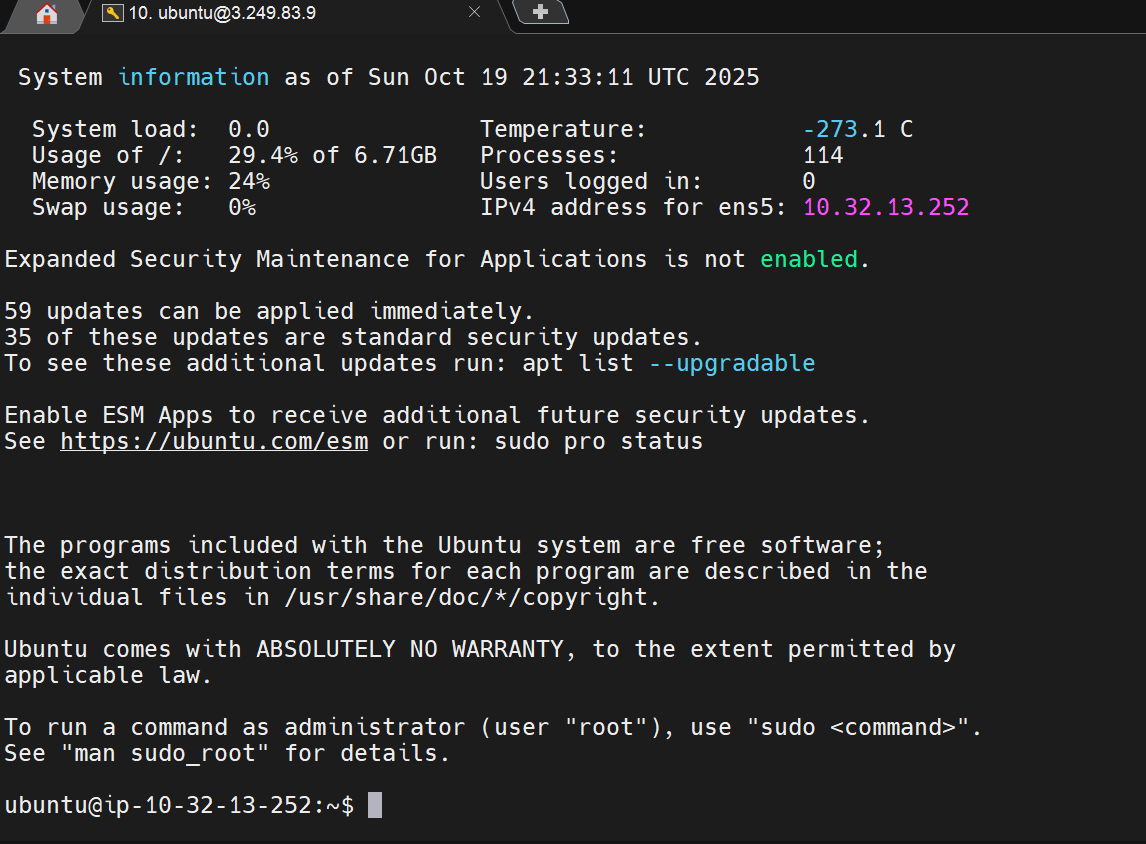 10. ubuntu@3.249.83.9
System information as of Sun Oct 19 21:33:11 UTC 2025
System load: 0.0 Temperature: -273.1 C
Usage of /: 29.4% of 6.71GB Processes: 114
Memory usage: 24% Users logged in: 0
Swap usage: 0% IPv4 address for ens5: 10.32.13.252
Expanded Security Maintenance for Applications is not enabled.
59 updates can be applied immediately.
35 of these updates are standard security updates.
To see these additional updates run: apt list --upgradable
Enable ESM Apps to receive additional future security updates.
See https://ubuntu.com/esm or run: sudo pro status
The programs included with the Ubuntu system are free software;
the exact distribution terms for each program are described in the
individual files in /usr/share/doc/*/copyright.
Ubuntu comes with ABSOLUTELY NO WARRANTY, to the extent permitted by
applicable law.
To run a command as administrator (user "root"), use "sudo <command>".
See "man sudo_root" for details.
ubuntu@ip-10-32-13-252:~$